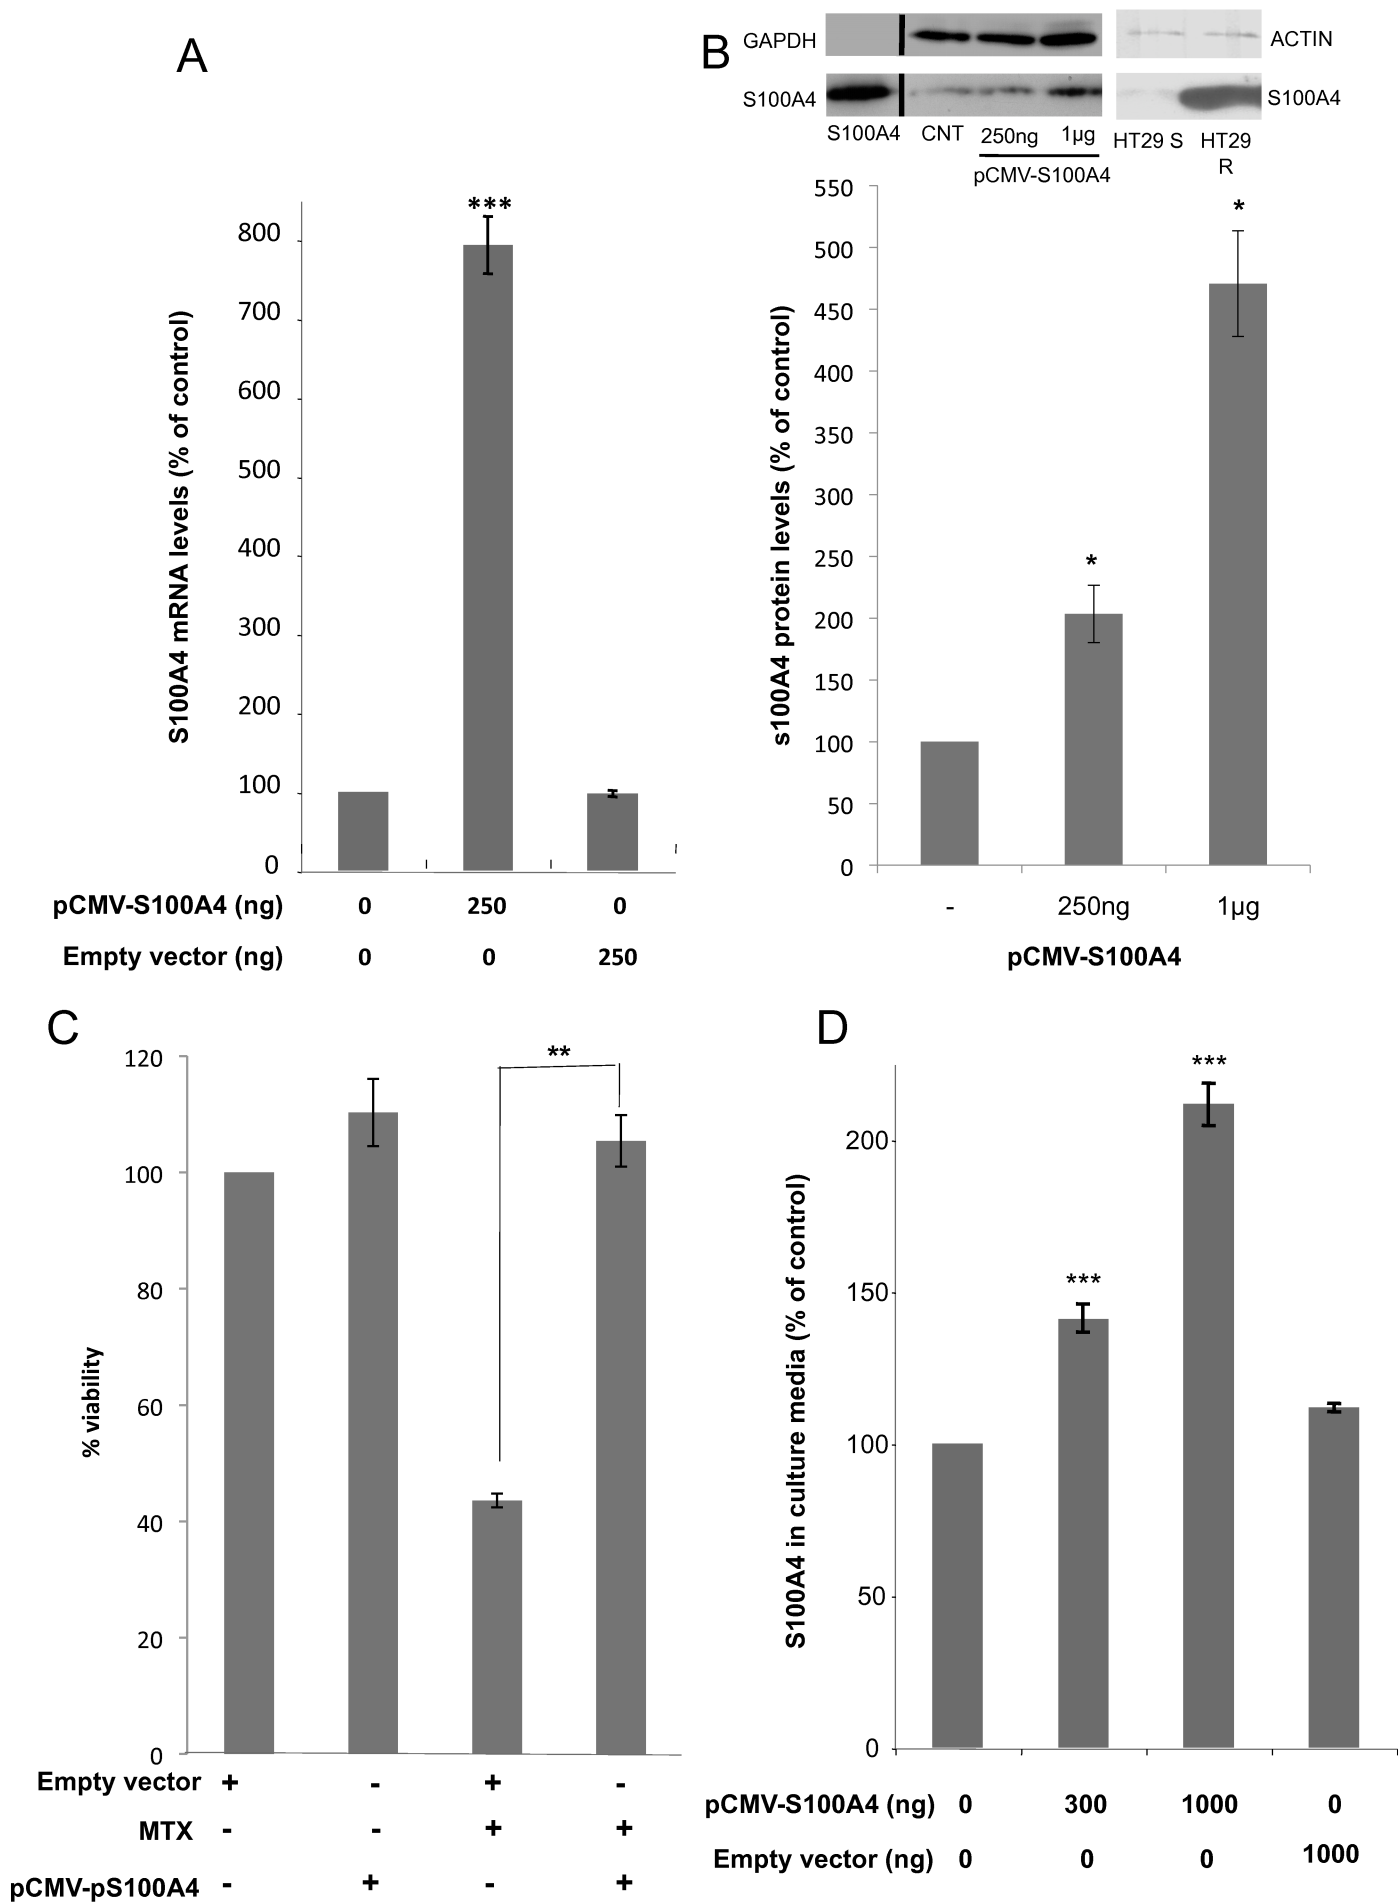 A
***
800
700
600
500
400
300
200
100
0
S100A4 mRNA levels (% of control)
pCMV-S100A4 (ng) 0 250 0
Empty vector (ng) 0 0 250
B
GAPDH
ACTIN
S100A4
S100A4
S100A4 CNT 250ng 1µg HT29 S HT29
R
pCMV-S100A4
550
500
450
400
350
300
250
200
150
100
50
0
s100A4 protein levels (% of control)
*
*
- 250ng 1µg
pCMV-S100A4
C
120
100
80
60
40
20
0
% viability
**
Empty vector + - + -
MTX - - + +
pCMV-pS100A4 - + - +
D
***
***
200
150
100
50
0
S100A4 in culture media (% of control)
pCMV-S100A4 (ng) 0 300 1000 0
Empty vector (ng) 0 0 0 1000